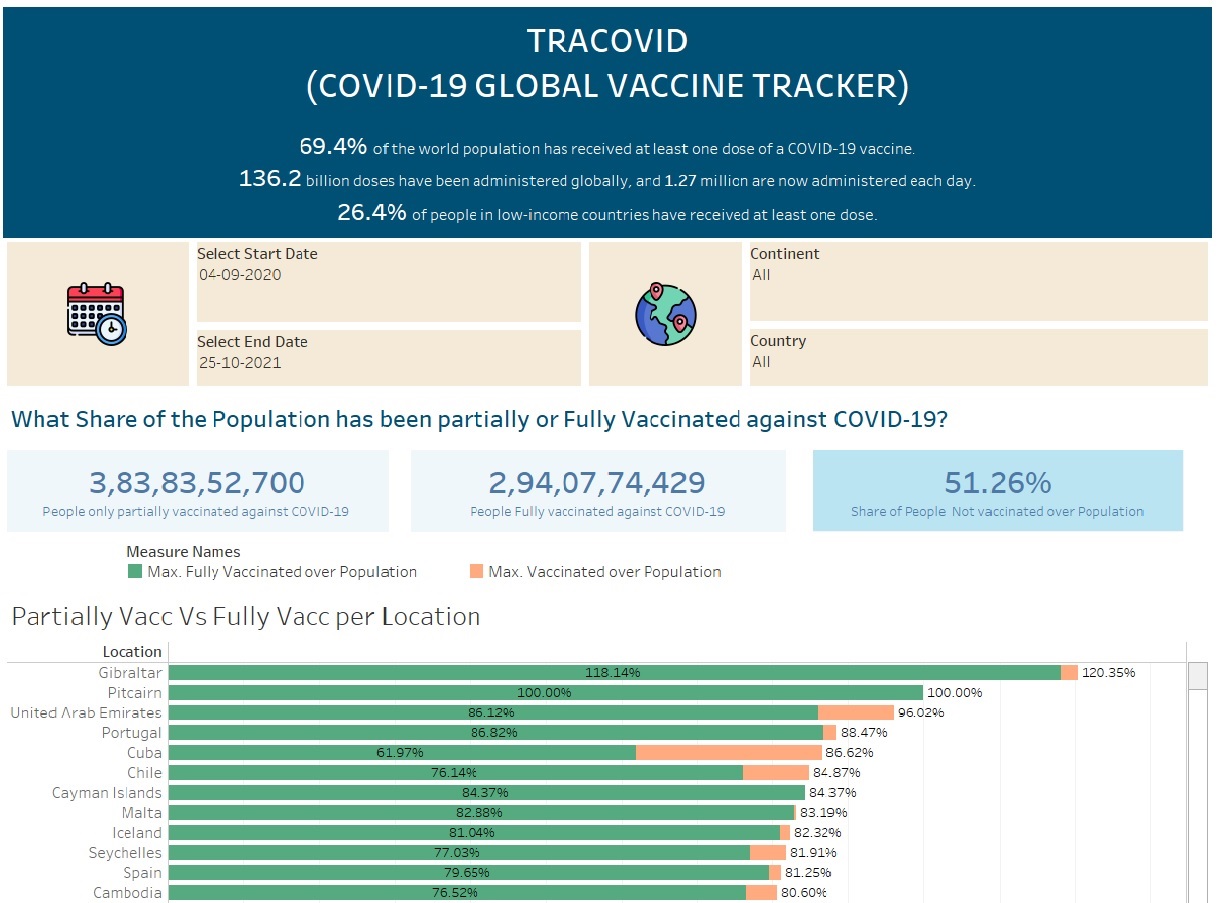 TRACOVID
(COVID-19 GLOBAL VACCINE TRACKER)
69.4% of the world population has received at least one dose of a COVID-19 vaccine.
136.2 billion doses have been administered globally, and 1.27 million are now administered each day.
26.4% of people in low-income countries have received at least one dose.
Select Start Date
04-09-2020
Select End Date
25-10-2021
Continent
All
Country
All
What Share of the Population has been partially or Fully Vaccinated against COVID-19?
3,83,83,52,700
People only partially vaccinated against COVID-19
2,94,07,74,429
People Fully vaccinated against COVID-19
51.26%
Share of People Not vaccinated over Population
Measure Names
Max. Fully Vaccinated over Population
Max. Vaccinated over Population
Partially Vacc Vs Fully Vacc per Location
Location
Gibraltar 118.14% 120.35%
Pitcairn 100.00% 100.00%
United Arab Emirates 86.12% 96.02%
Portugal 86.82% 88.47%
Cuba 61.97% 86.62%
Chile 76.14% 84.87%
Cayman Islands 84.37% 84.37%
Malta 82.88% 83.19%
Iceland 81.04% 82.32%
Seychelles 77.03% 81.91%
Spain 79.65% 81.25%
Cambodia 76.52% 80.60%